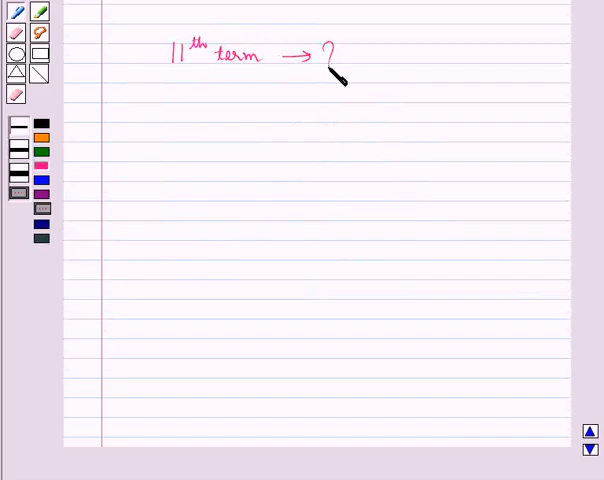 11th term → ?